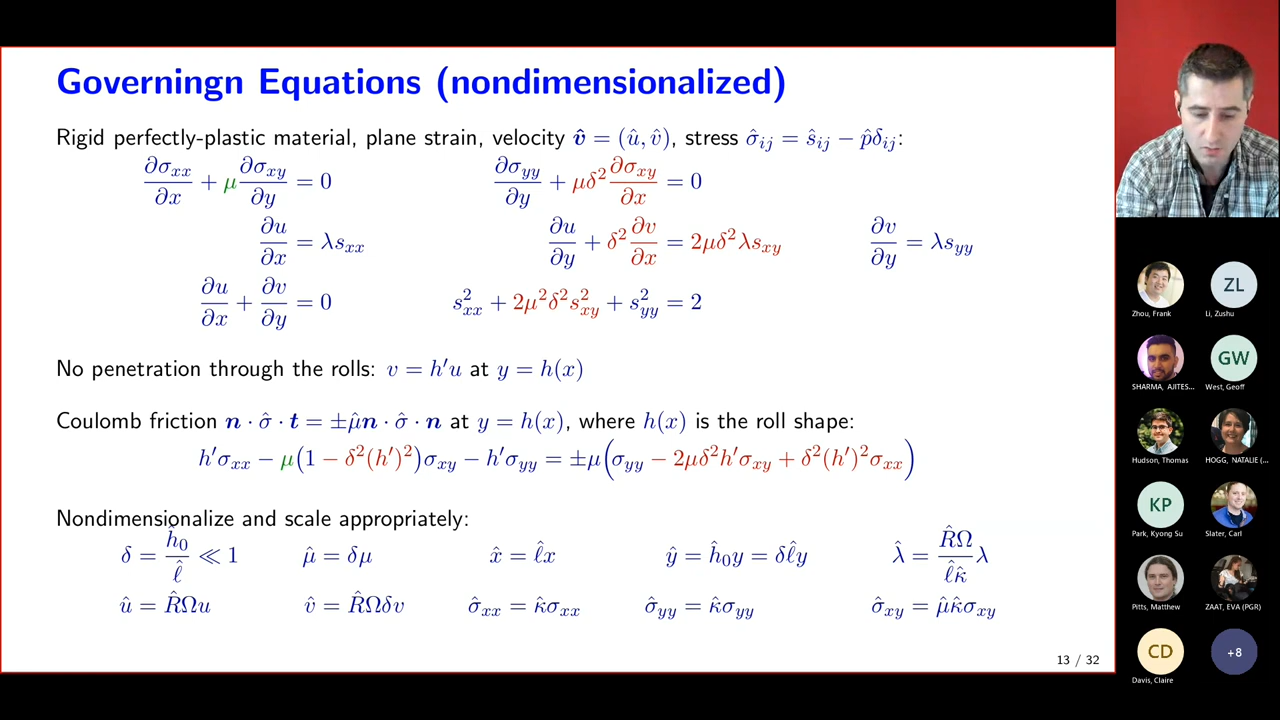 Governingn Equations (nondimensionalized)
Rigid perfectly-plastic material, plane strain, velocity v̂ = (û, v̂), stress σ̂ᵢⱼ = ŝᵢⱼ − p̂δᵢⱼ:
∂σₓₓ/∂x + μ ∂σₓᵧ/∂y = 0 ∂σᵧᵧ/∂y + μδ² ∂σₓᵧ/∂x = 0
∂u/∂x = λsₓₓ ∂u/∂y + δ² ∂v/∂x = 2μδ²λsₓᵧ ∂v/∂y = λsᵧᵧ
∂u/∂x + ∂v/∂y = 0 s²ₓₓ + 2μ²δ²s²ₓᵧ + s²ᵧᵧ = 2
No penetration through the rolls: v = h′u at y = h(x)
Coulomb friction n · σ̂ · t = ±μ̂n · σ̂ · n at y = h(x), where h(x) is the roll shape:
h′σₓₓ − μ(1 − δ²(h′)²)σₓᵧ − h′σᵧᵧ = ±μ(σᵧᵧ − 2μδ²h′σₓᵧ + δ²(h′)²σₓₓ)
Nondimensionalize and scale appropriately:
δ = ĥ₀/ℓ̂ ≪ 1 μ̂ = δμ x̂ = ℓ̂x ŷ = ĥ₀y = δℓ̂y λ̂ = R̂Ω/ℓ̂κ̂ λ
û = R̂Ωu v̂ = R̂Ωδv σ̂ₓₓ = κ̂σₓₓ σ̂ᵧᵧ = κ̂σᵧᵧ σ̂ₓᵧ = μ̂κ̂σₓᵧ
13 / 32
ZL
Zhou, Frank
Li, Zushu
GW
SHARMA, AJITES...
West, Geoff
Hudson, Thomas
HOGG, NATALIE (...
KP
Park, Kyong Su
Slater, Carl
Pitts, Matthew
ZAAT, EVA (PGR)
CD
+8
Davis, Claire